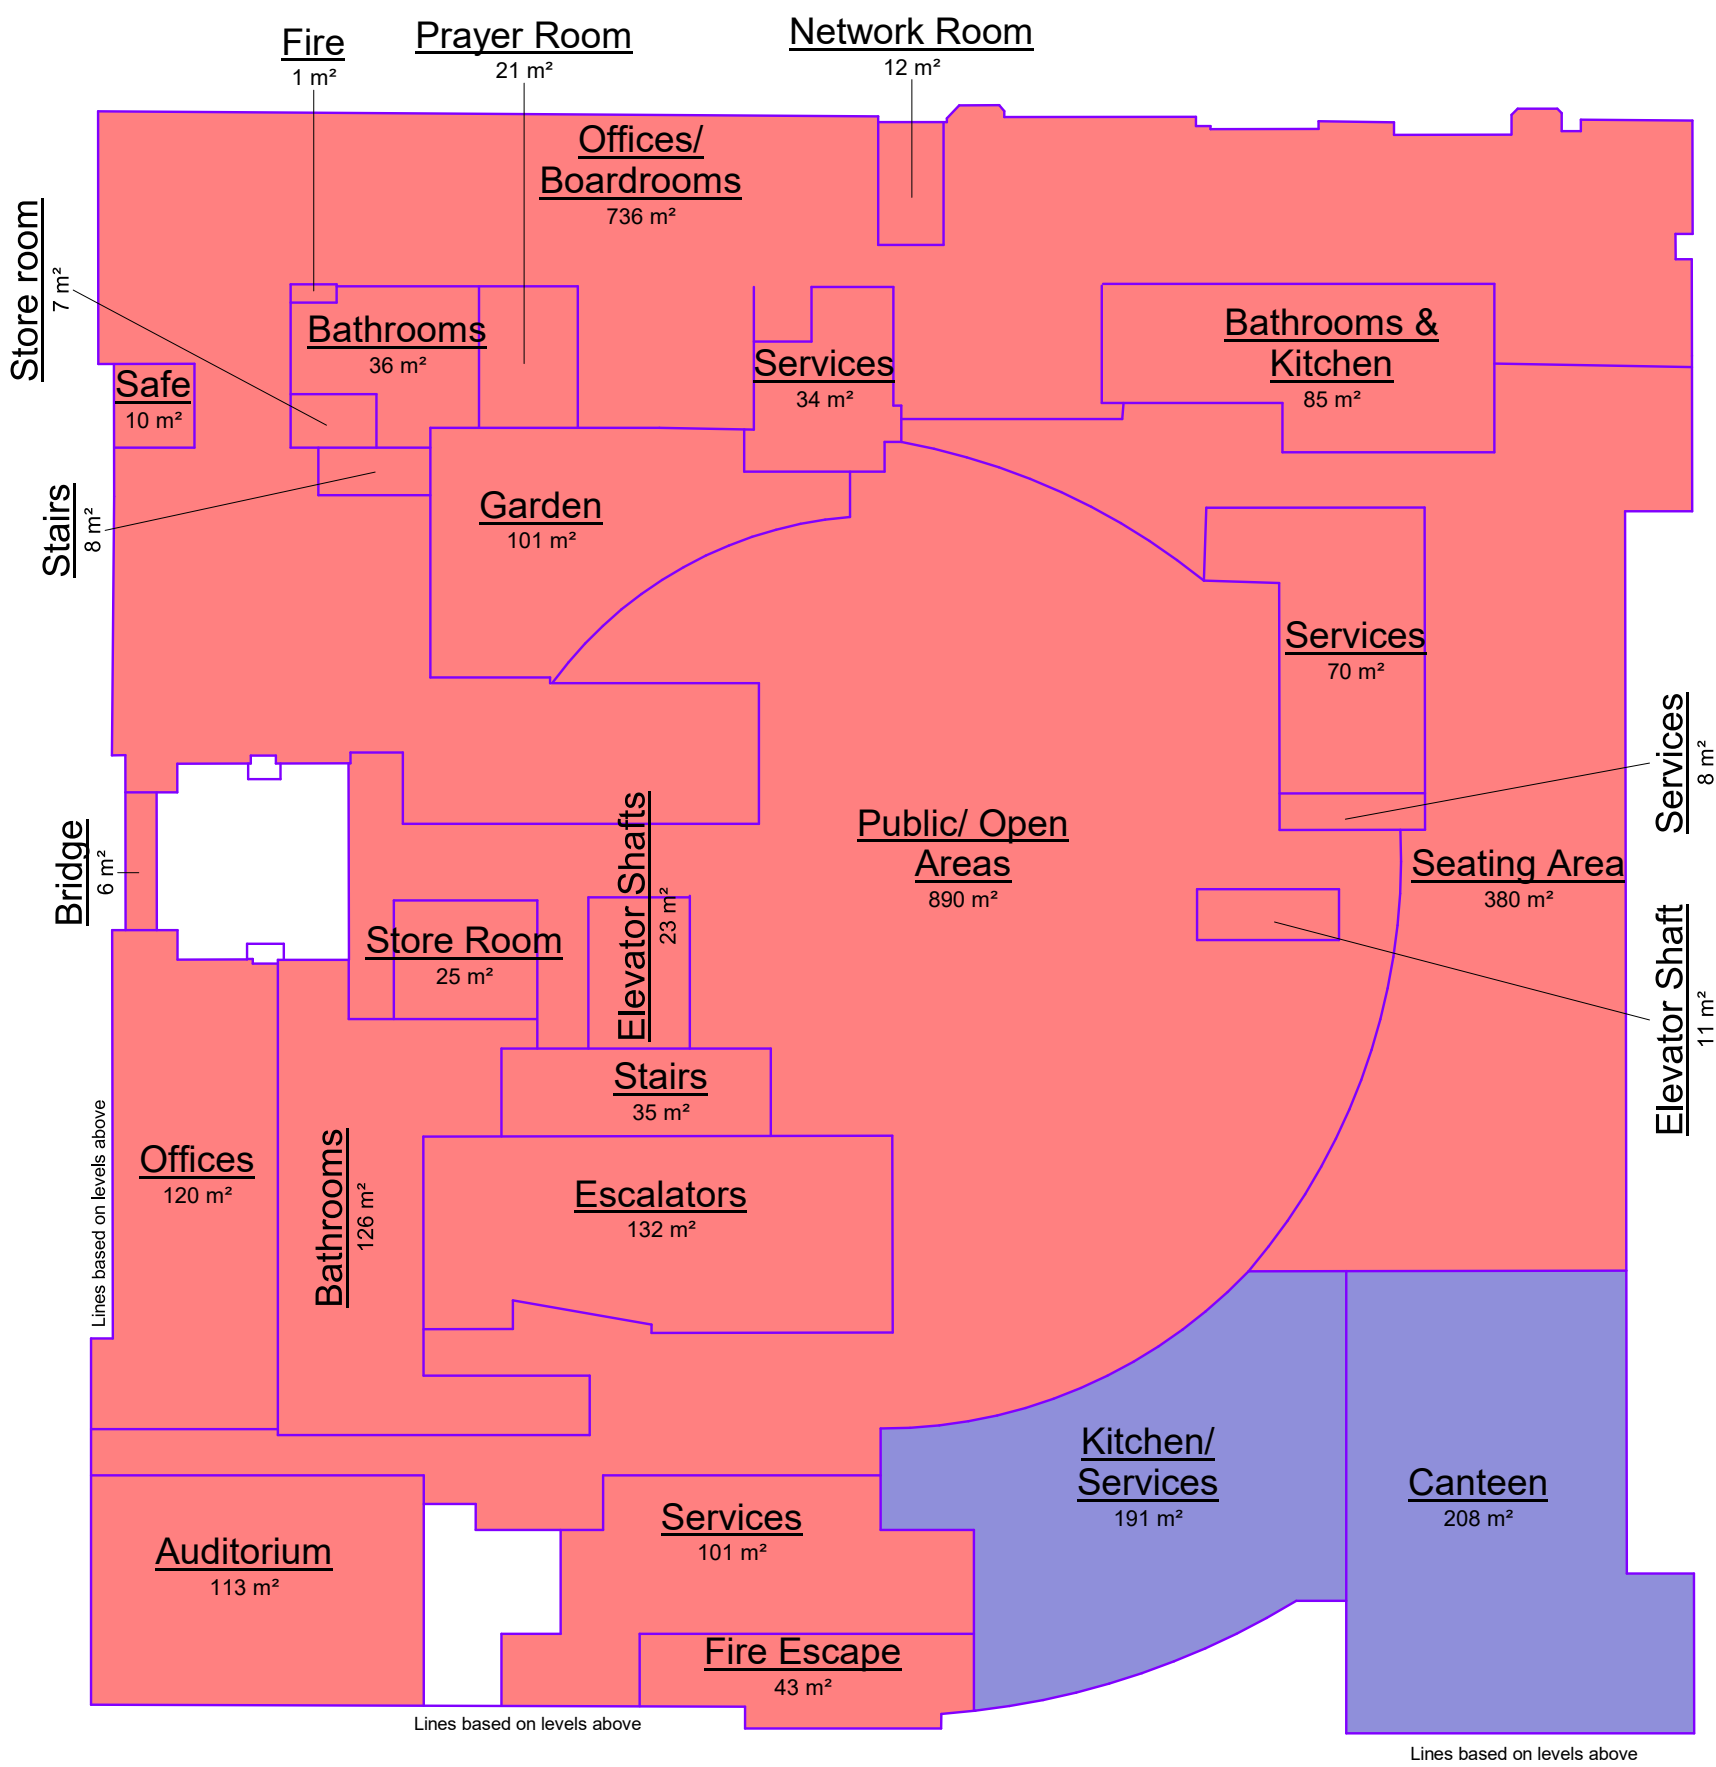 Fire
1 m²
Prayer Room
21 m²
Network Room
12 m²
Offices/
Boardrooms
736 m²
Store room
7 m²
Bathrooms
36 m²
Services
34 m²
Bathrooms &
Kitchen
85 m²
Safe
10 m²
Stairs
8 m²
Garden
101 m²
Services
70 m²
Services
8 m²
Bridge
6 m²
Elevator Shafts
23 m²
Public/ Open
Areas
890 m²
Seating Area
380 m²
Store Room
25 m²
Elevator Shaft
11 m²
Stairs
35 m²
Lines based on levels above
Offices
120 m²
Bathrooms
126 m²
Escalators
132 m²
Kitchen/
Services
191 m²
Canteen
208 m²
Services
101 m²
Auditorium
113 m²
Fire Escape
43 m²
Lines based on levels above
Lines based on levels above